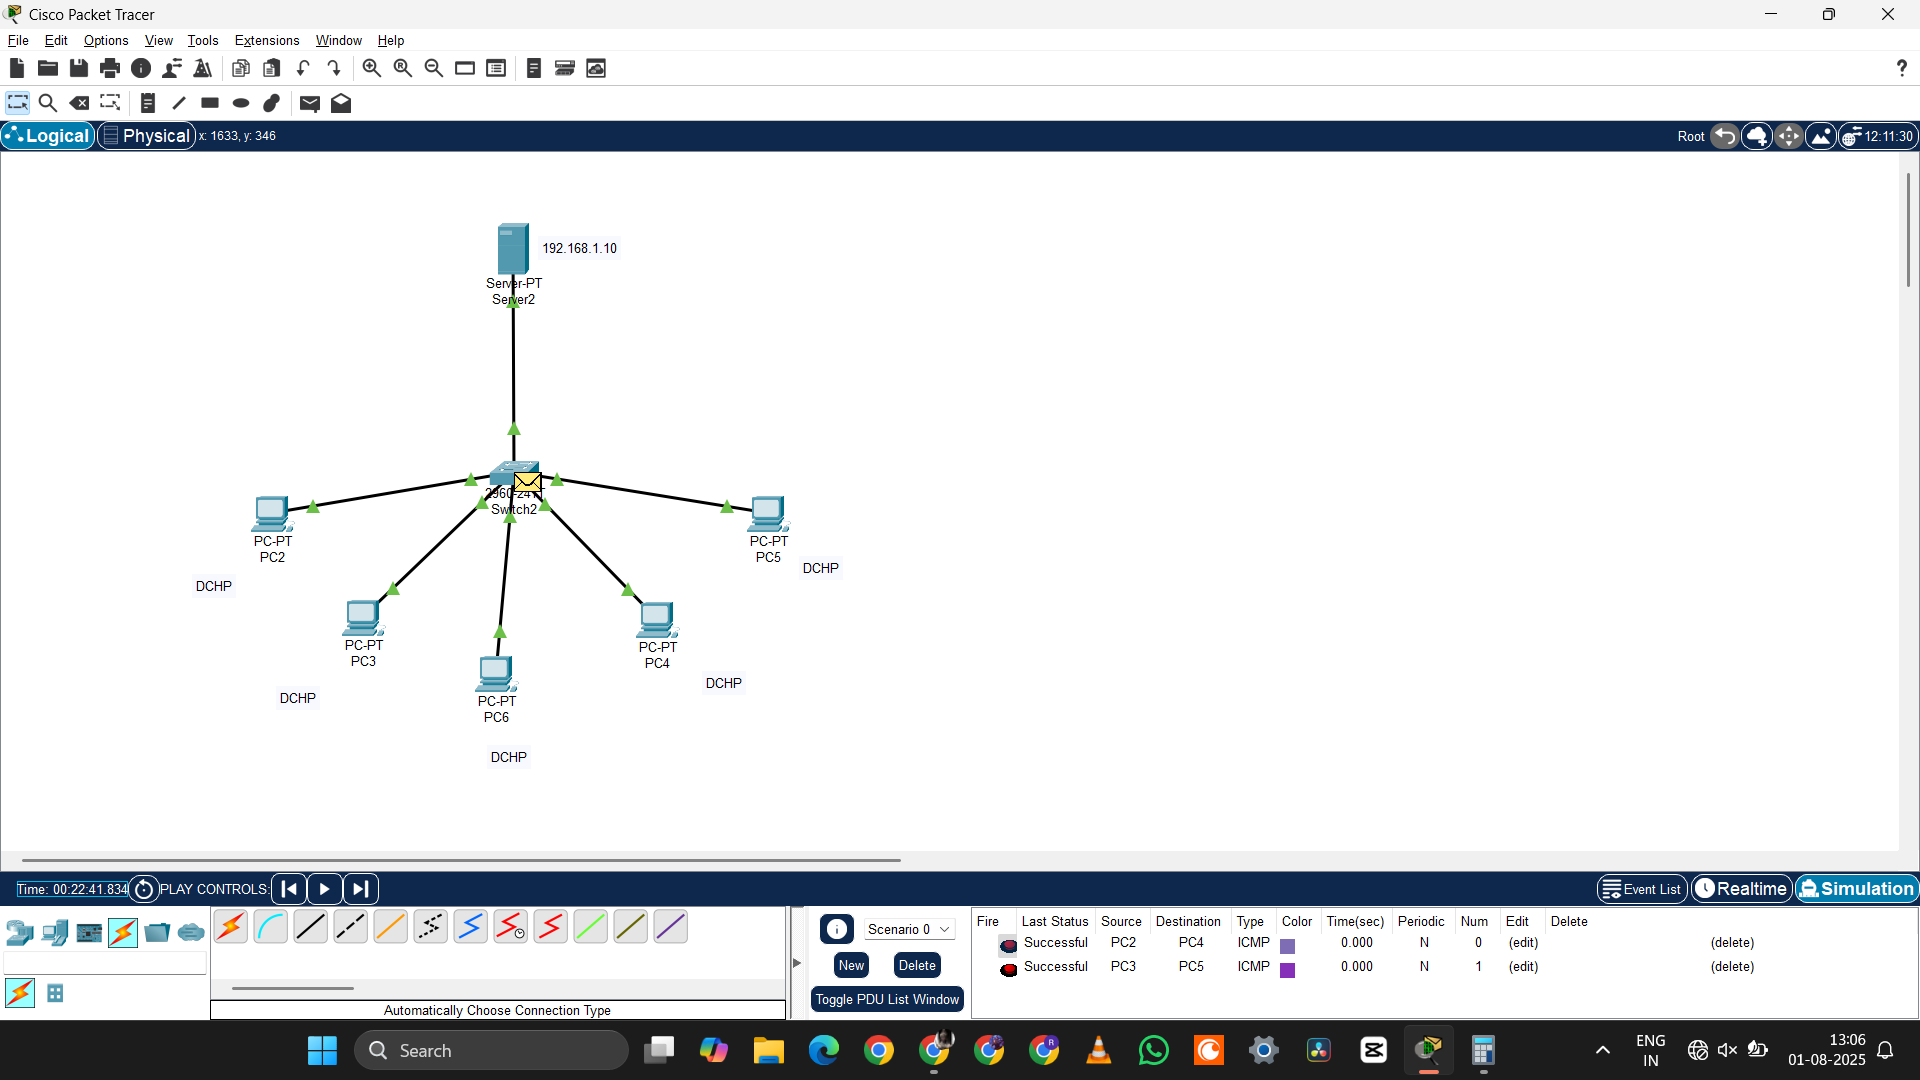 Cisco Packet Tracer
File Edit Options View Tools Extensions Window Help
?
Logical Physical x: 1633, y: 346 Root 12:11:30
192.168.1.10
Server-PT
Server2
2960-24TT
Switch2
PC-PT
PC2
PC-PT
PC5
DCHP
DCHP
PC-PT
PC3
PC-PT
PC4
DCHP
DCHP
PC-PT
PC6
DCHP
Time: 00:22:41.834 PLAY CONTROLS: Event List Realtime Simulation
Scenario 0
New Delete
Toggle PDU List Window
Fire Last Status Source Destination Type Color Time(sec) Periodic Num Edit Delete
Successful PC2 PC4 ICMP 0.000 N 0 (edit) (delete)
Successful PC3 PC5 ICMP 0.000 N 1 (edit) (delete)
Automatically Choose Connection Type
Search
ENG
IN
13:06
01-08-2025